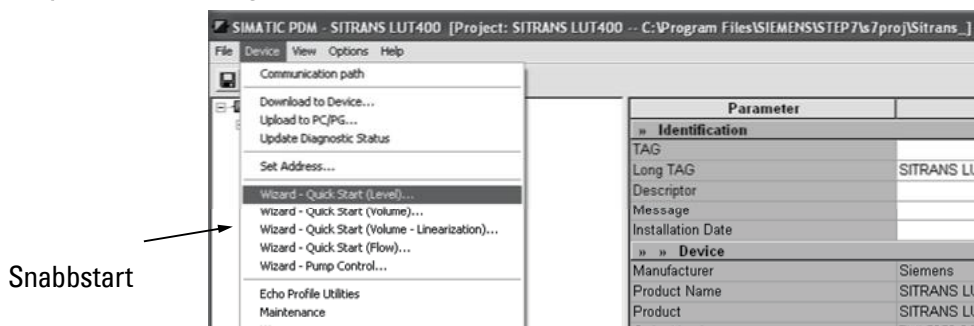 SIMATIC PDM - SITRANS LUT400 [Project: SITRANS LUT400 -- C:\Program Files\SIEMENS\STEP7\s7proj\Sitrans_]
File Device View Options Help
Communication path
Download to Device...
Upload to PC/PG...
Update Diagnostic Status
Set Address...
Wizard - Quick Start (Level)...
Wizard - Quick Start (Volume)...
Wizard - Quick Start (Volume - Linearization)...
Wizard - Quick Start (Flow)...
Wizard - Pump Control...
Echo Profile Utilities
Maintenance
Snabbstart
Parameter
» Identification
TAG
Long TAG SITRANS LU
Descriptor
Message
Installation Date
» » Device
Manufacturer Siemens
Product Name SITRANS LU
Product SITRANS LU